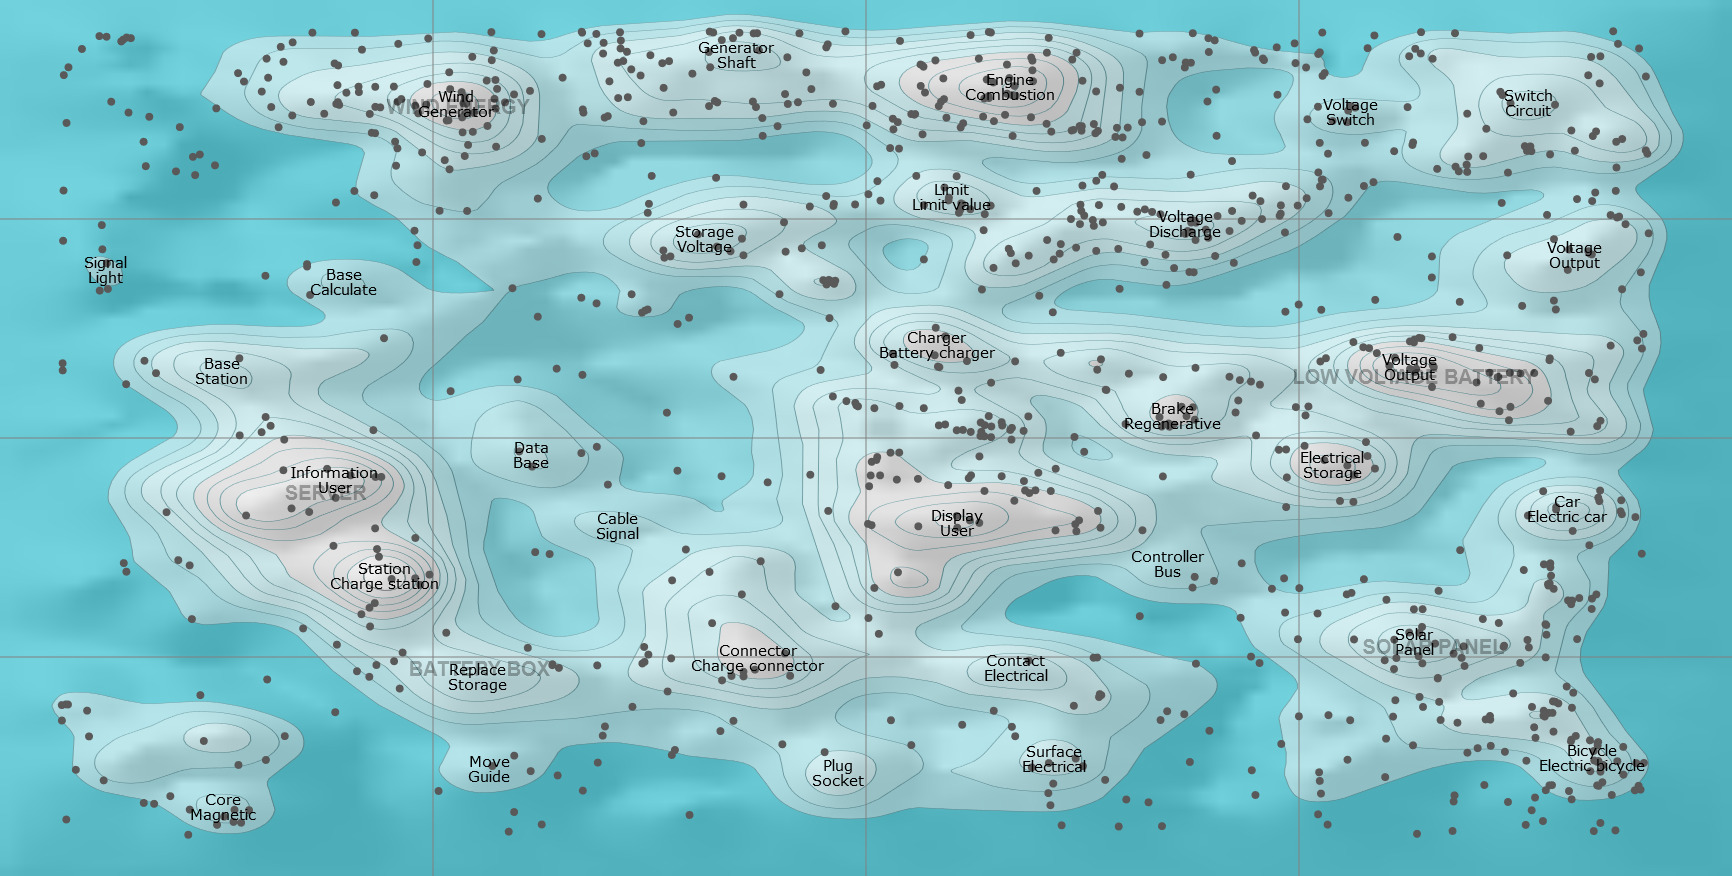 Generator
Shaft
WIND ENERGY
Wind
Generator
Engine
Combustion
Voltage
Switch
Switch
Circuit
Limit
Limit value
Storage
Voltage
Voltage
Discharge
Voltage
Output
Signal
Light
Base
Calculate
Base
Station
Charger
Battery charger
LOW VOLTAGE BATTERY
Voltage
Output
Brake
Regenerative
Data
Base
Electrical
Storage
SERVER
Information
User
Cable
Signal
Display
User
Car
Electric car
Station
Charge station
Controller
Bus
BATTERY BOX
Replace
Storage
Connector
Charge connector
Contact
Electrical
SOLAR PANEL
Solar
Panel
Move
Guide
Plug
Socket
Surface
Electrical
Bicycle
Electric bicycle
Core
Magnetic